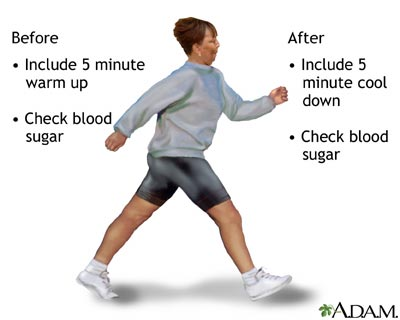 Before
• Include 5 minute
warm up
• Check blood
sugar
After
• Include 5
minute cool
down
• Check blood
sugar
A.D.A.M.